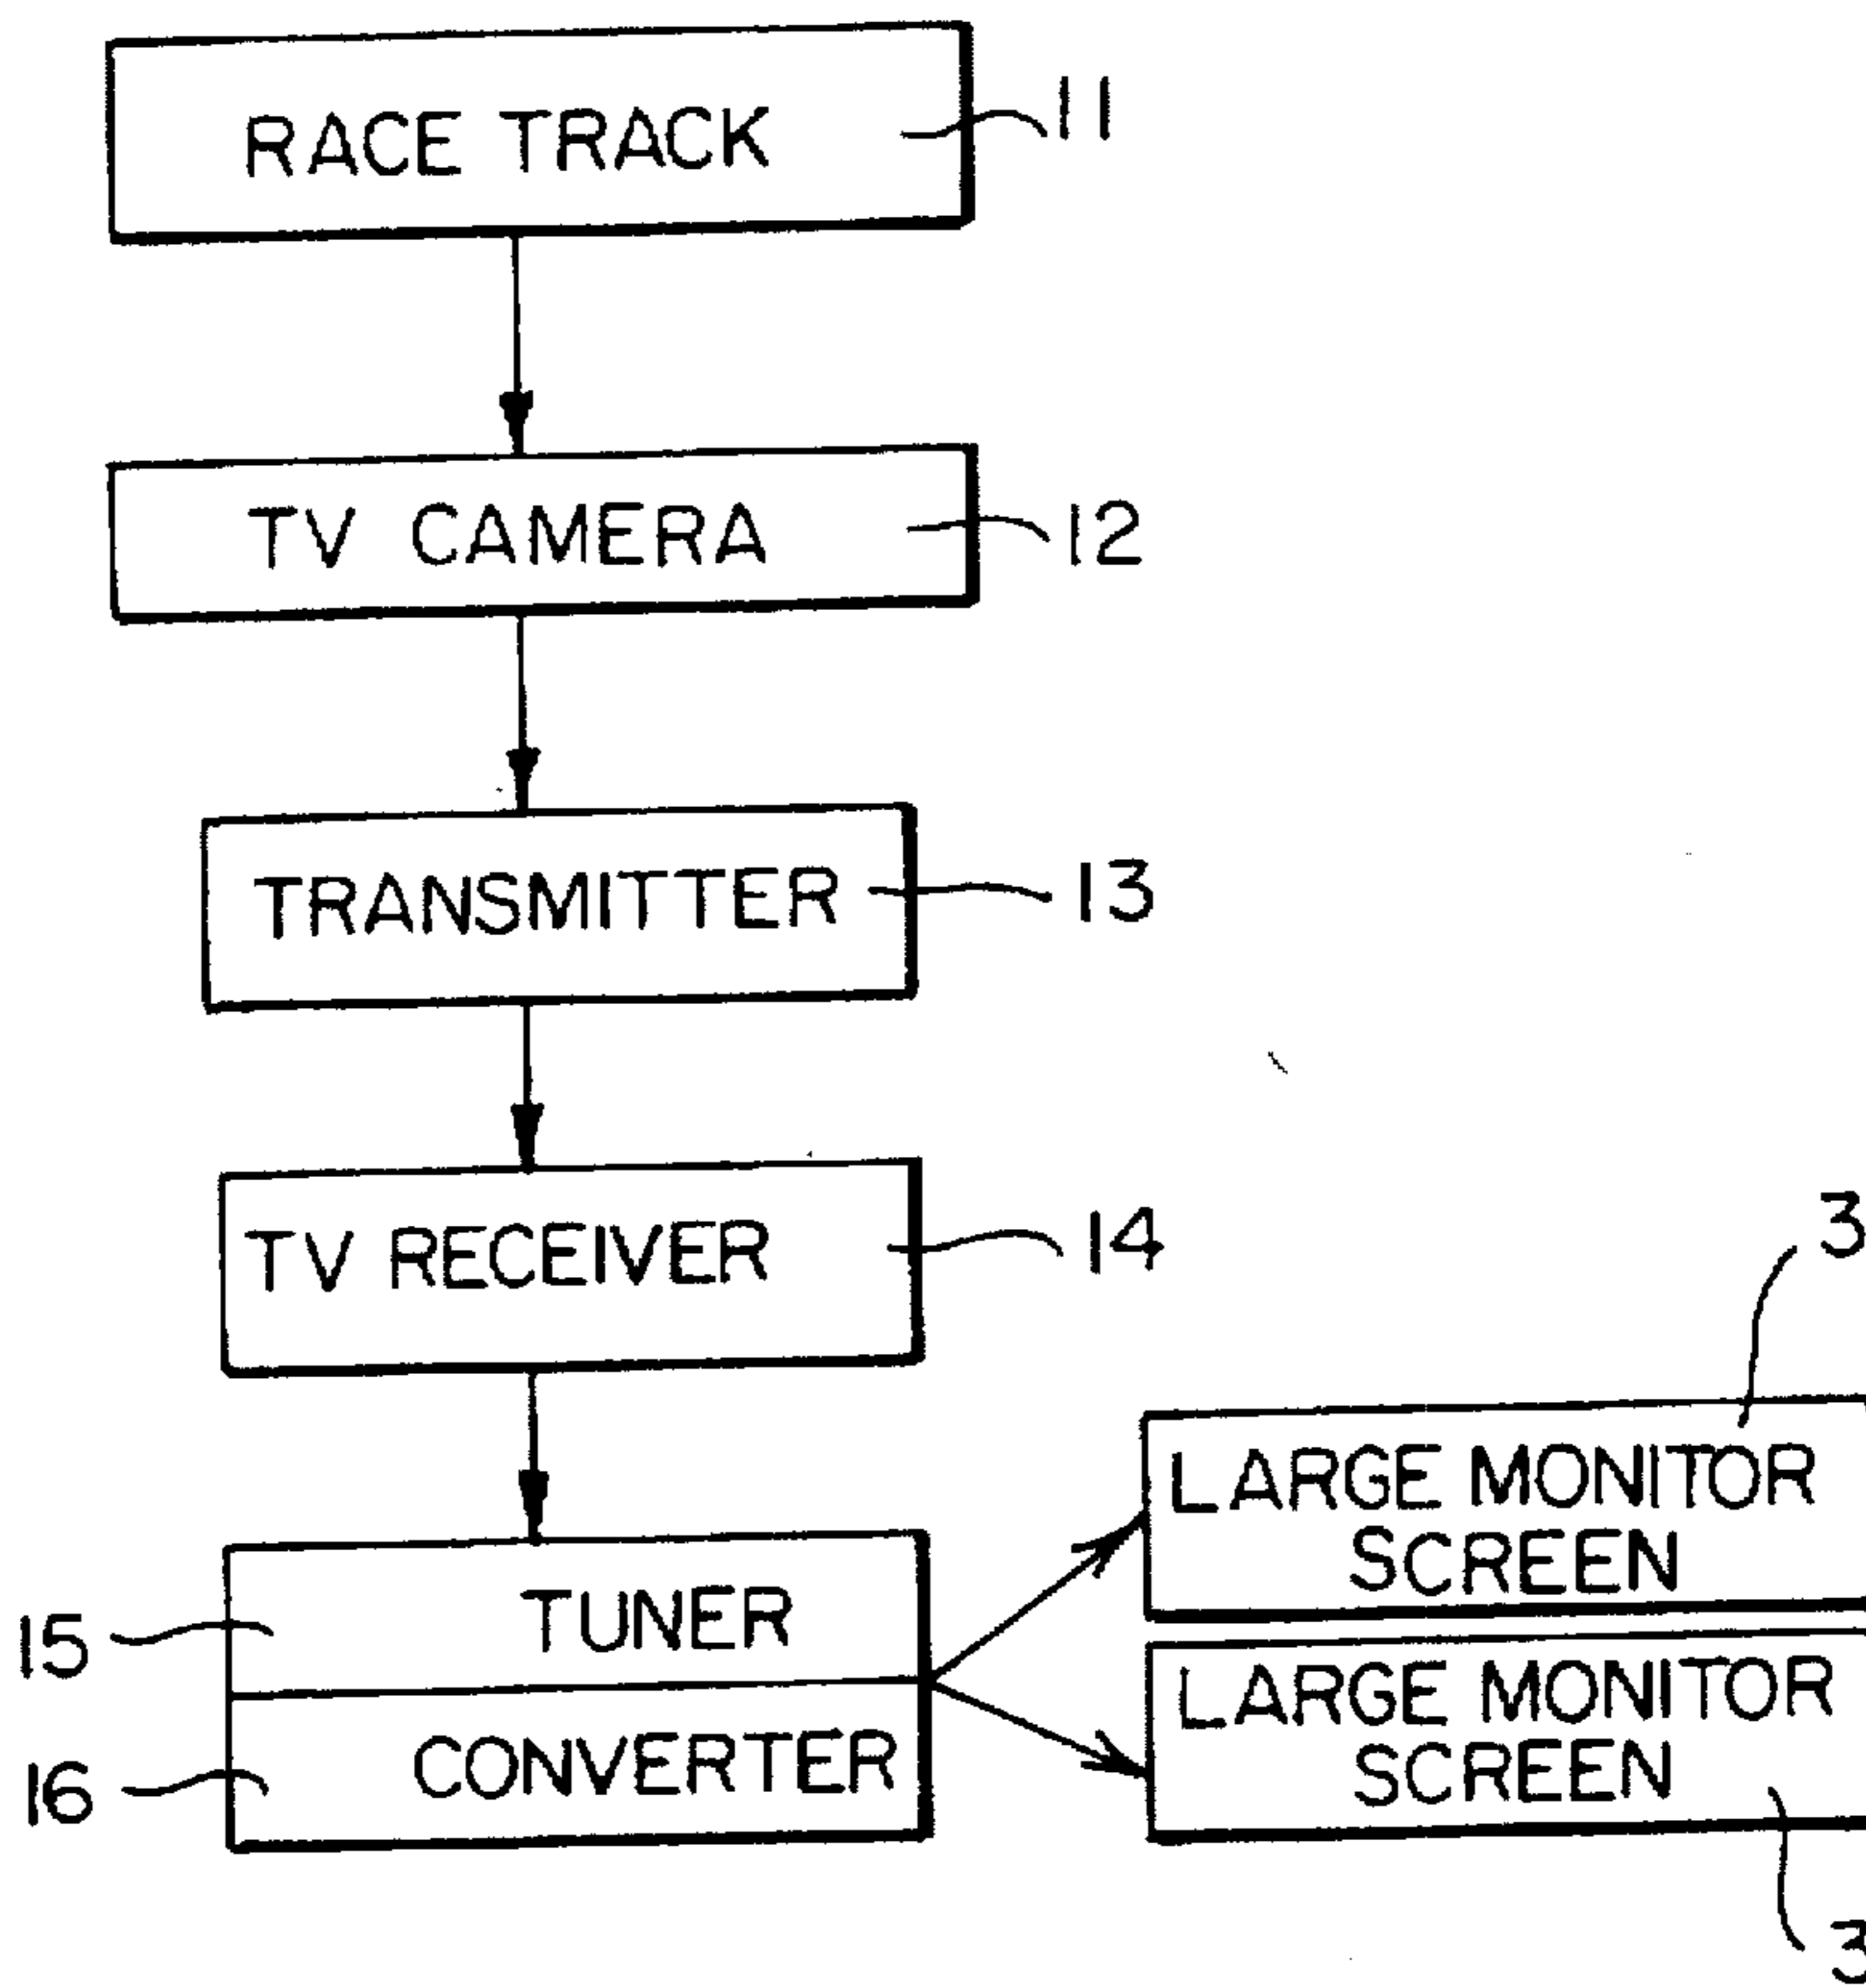 RACE TRACK
11
TV CAMERA
12
TRANSMITTER
13
TV RECEIVER
14
TUNER
15
CONVERTER
16
3
LARGE MONITOR
SCREEN
LARGE MONITOR
SCREEN